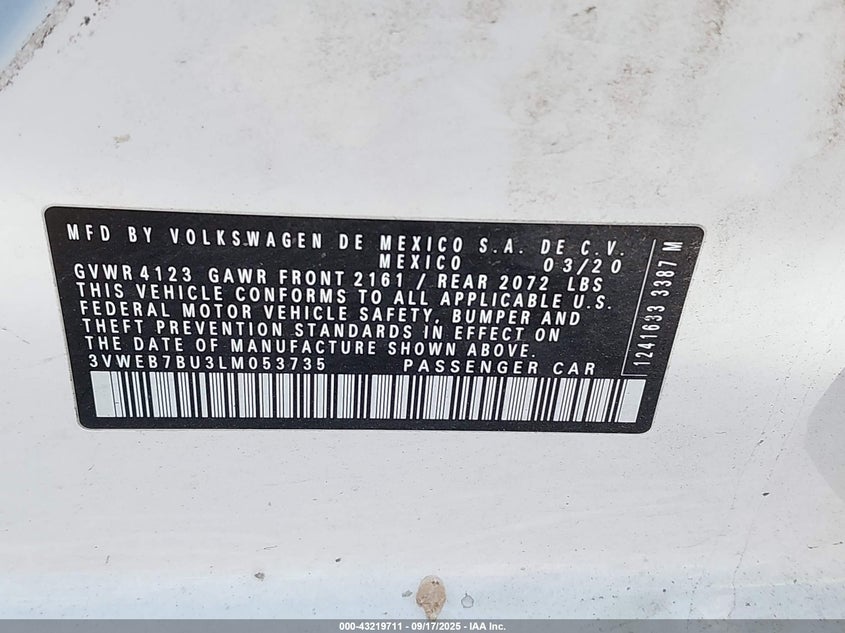 MFD BY VOLKSWAGEN DE MEXICO S.A. DE C.V.
MEXICO 03/20
GVWR 4123 GAWR FRONT 2161 / REAR 2072 LBS
THIS VEHICLE CONFORMS TO ALL APPLICABLE U.S.
FEDERAL MOTOR VEHICLE SAFETY, BUMPER AND
THEFT PREVENTION STANDARDS IN EFFECT ON
THE DATE OF MANUFACTURE SHOWN ABOVE.
3VWEB7BU3LM053735 PASSENGER CAR
1241633 3387 M
000-43219711 - 09/17/2025 - IAA Inc.